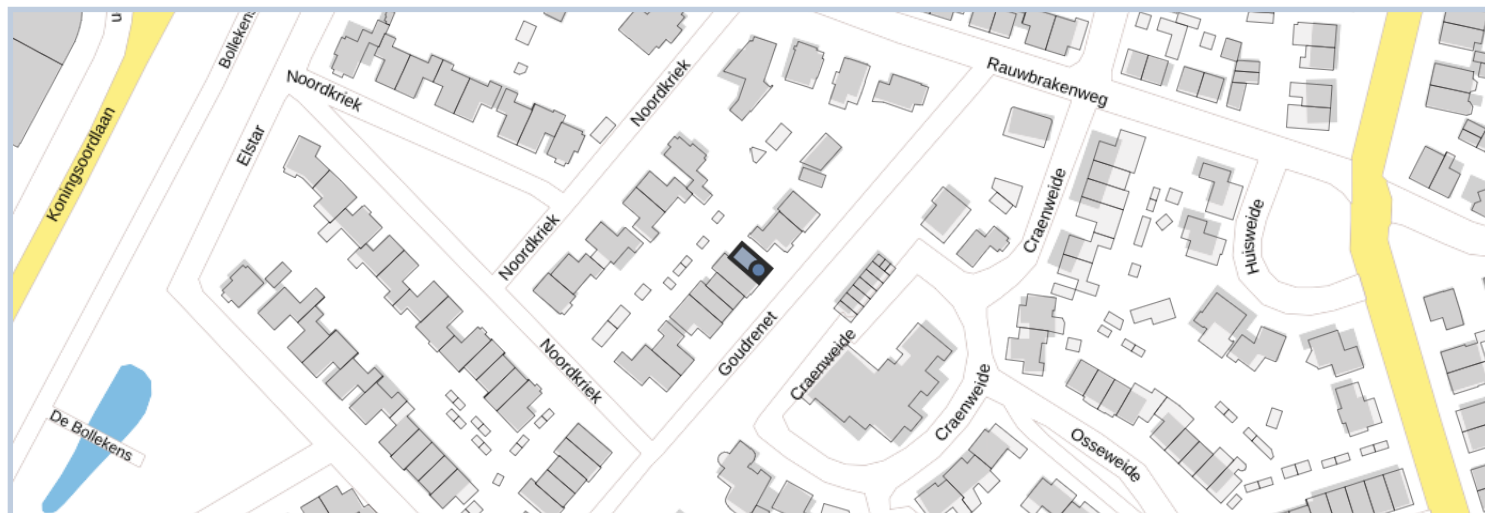 Bollekens
Rauwbrakenweg
Noordkriek
Noordkriek
Koningsoordlaan
Elstar
Craenweide
Huisweide
Noordkriek
Goudrenet
Noordkriek
Craenweide
Craenweide
De Bollekens
Osseweide